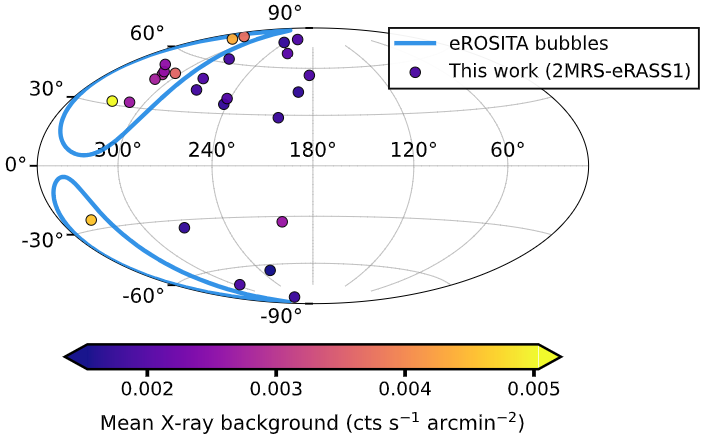 90°
60°
eROSITA bubbles
This work (2MRS-eRASS1)
30°
300° 240° 180° 120° 60°
0°
-30°
-60°
-90°
0.002 0.003 0.004 0.005
Mean X-ray background (cts s⁻¹ arcmin⁻²)